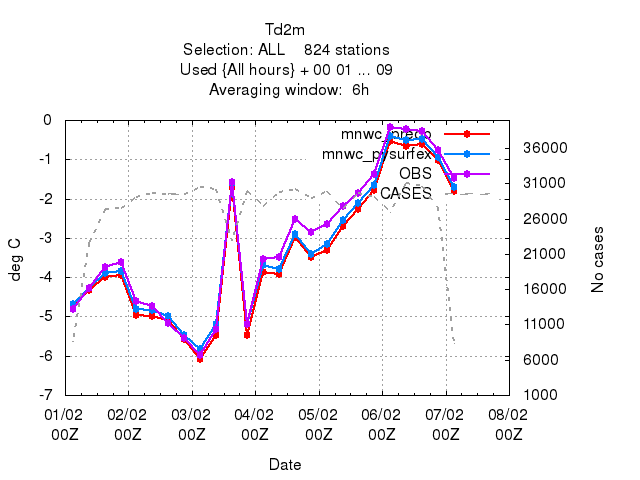 Td2m
Selection: ALL 824 stations
Used {All hours} + 00 01 ... 09
Averaging window: 6h
mnwc_preop
mnwc_pysurfex
OBS
CASES
0
-1
-2
-3
-4
-5
-6
-7
deg C
36000
31000
26000
21000
16000
11000
6000
1000
No cases
01/02 02/02 03/02 04/02 05/02 06/02 07/02 08/02
00Z 00Z 00Z 00Z 00Z 00Z 00Z 00Z
Date